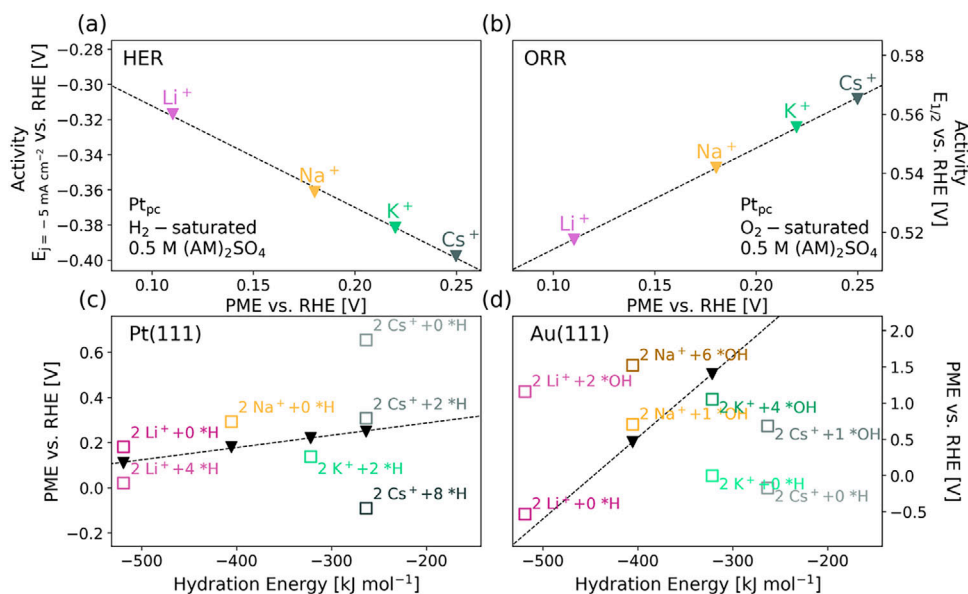 (a)
HER
Activity
E j=−5 mA cm−2 vs. RHE [V]
−0.28
−0.30
−0.32
−0.34
−0.36
−0.38
−0.40
Li+
Na+
K+
Cs+
Ptpc
H2 − saturated
0.5 M (AM)2SO4
0.10 0.15 0.20 0.25
PME vs. RHE [V]
(b)
ORR
Li+
Na+
K+
Cs+
Ptpc
O2 − saturated
0.5 M (AM)2SO4
0.58
0.56
0.54
0.52
Activity
E1/2 vs. RHE [V]
0.10 0.15 0.20 0.25
PME vs. RHE [V]
(c)
Pt(111)
PME vs. RHE [V]
0.6
0.4
0.2
0.0
−0.2
2 Cs+ +0 *H
2 Na+ +0 *H
2 Cs+ +2 *H
2 Li+ +0 *H
2 Li+ +4 *H
2 K+ +2 *H
2 Cs+ +8 *H
−500 −400 −300 −200
Hydration Energy [kJ mol−1]
(d)
Au(111)
2 Na+ +6 *OH
2 Li+ +2 *OH
2 K+ +4 *OH
2 Na+ +1 *OH
2 Cs+ +1 *OH
2 K+ +0 *H
2 Cs+ +0 *H
2 Li+ +0 *H
2.0
1.5
1.0
0.5
0.0
−0.5
PME vs. RHE [V]
−500 −400 −300 −200
Hydration Energy [kJ mol−1]